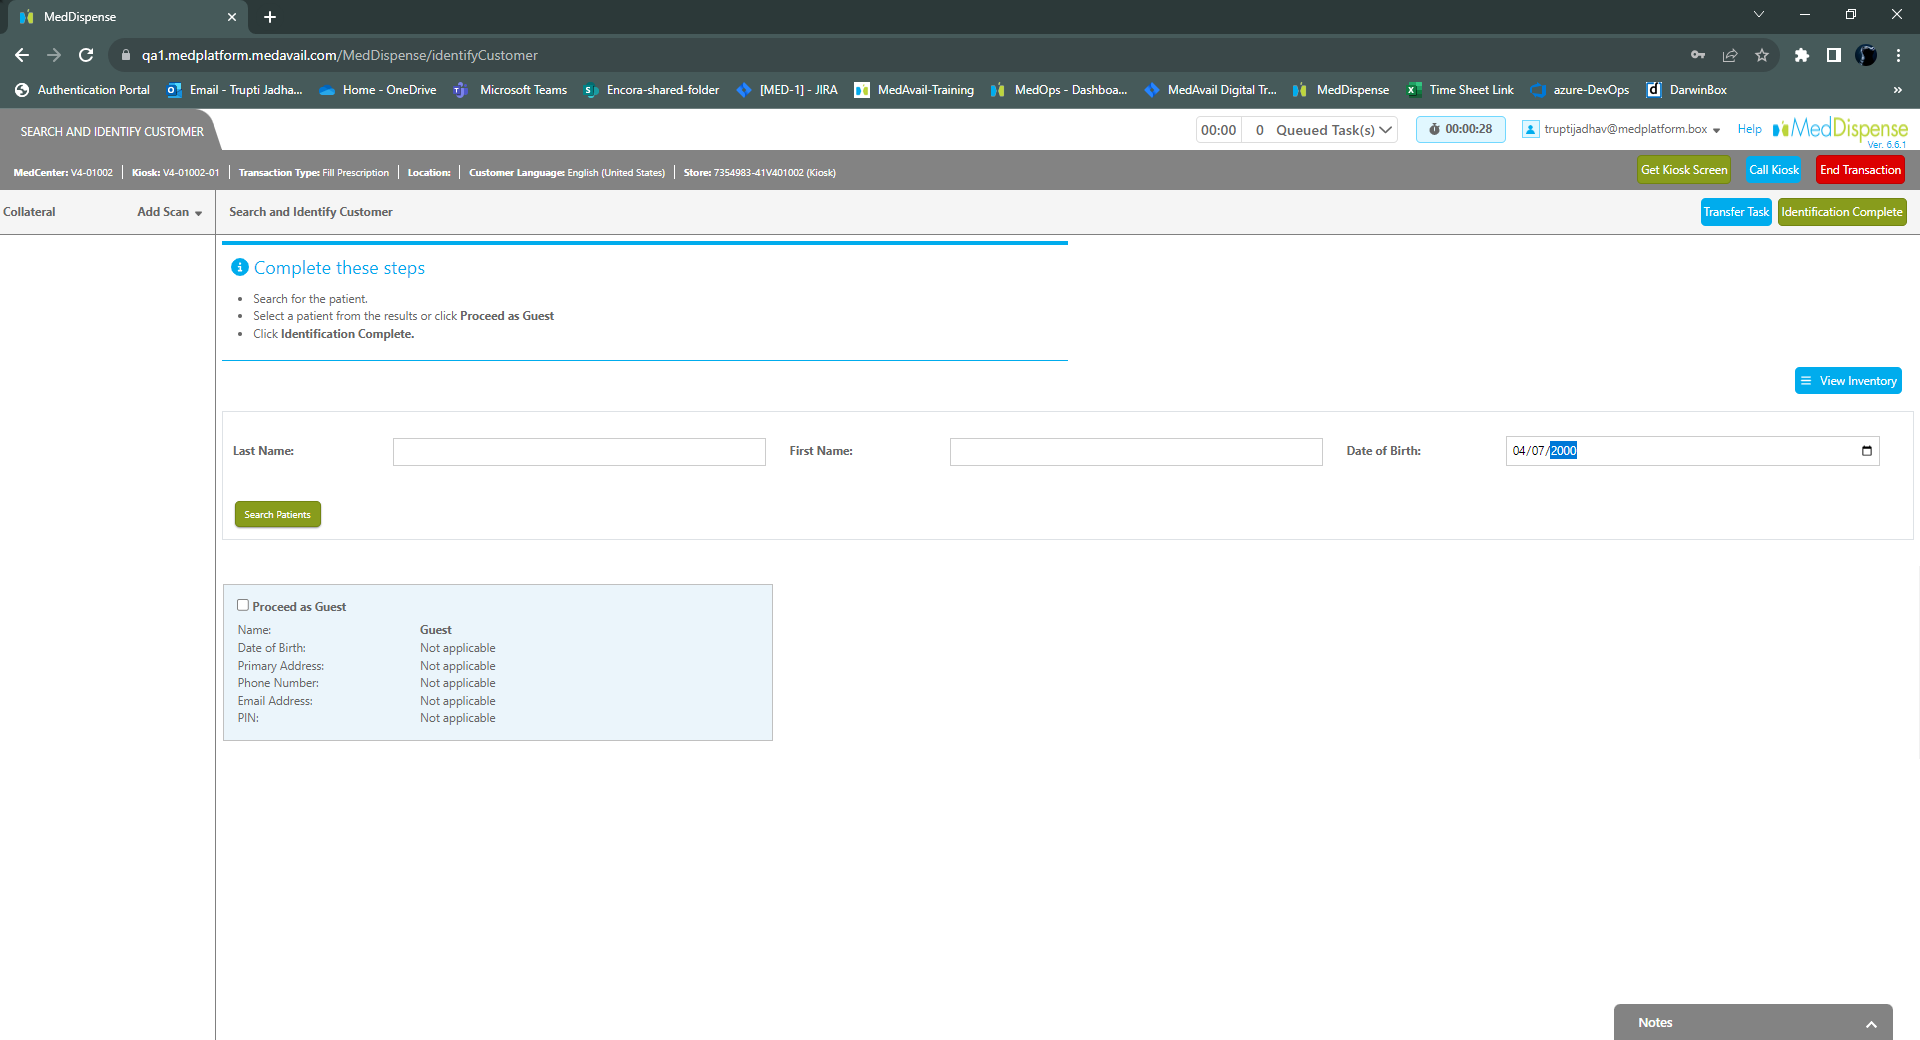 MedDispense
qa1.medplatform.medavail.com/MedDispense/identifyCustomer
Authentication Portal
Email - Trupti Jadha...
Home - OneDrive
Microsoft Teams
Encora-shared-folder
[MED-1] - JIRA
MedAvail-Training
MedOps - Dashboa...
MedAvail Digital Tr...
MedDispense
Time Sheet Link
azure-DevOps
DarwinBox
»
SEARCH AND IDENTIFY CUSTOMER
00:00
0 Queued Task(s)
00:00:28
truptijadhav@medplatform.box
Help
MedDispense
Ver. 6.6.1
MedCenter: V4-01002
Kiosk: V4-01002-01
Transaction Type: Fill Prescription
Location:
Customer Language: English (United States)
Store: 7354983-41V401002 (Kiosk)
Get Kiosk Screen
Call Kiosk
End Transaction
Collateral
Add Scan
Search and Identify Customer
Transfer Task
Identification Complete
Complete these steps
• Search for the patient.
• Select a patient from the results or click Proceed as Guest
• Click Identification Complete.
View Inventory
Last Name:
First Name:
Date of Birth:
04/07/2000
Search Patients
Proceed as Guest
Name: Guest
Date of Birth: Not applicable
Primary Address: Not applicable
Phone Number: Not applicable
Email Address: Not applicable
PIN: Not applicable
Notes